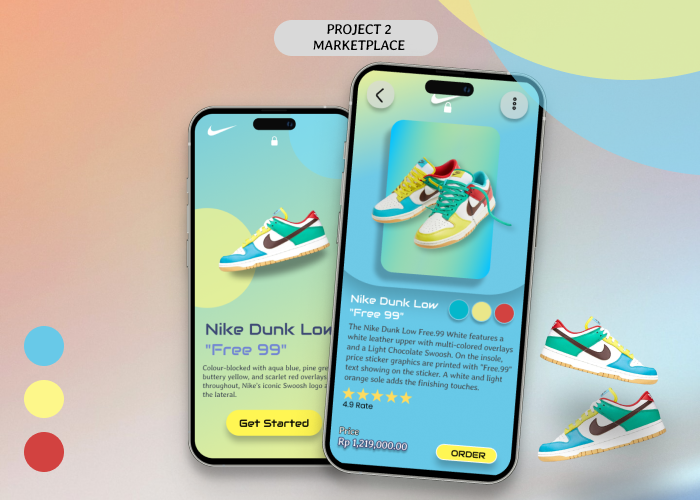 PROJECT 2
MARKETPLACE
Nike Dunk Low
"Free 99"
Colour-blocked with aqua blue, pine gre
buttery yellow, and scarlet red overlays
throughout, Nike's iconic Swoosh logo a
the lateral.
Get Started
Nike Dunk Low
"Free 99"
The Nike Dunk Low Free.99 White features a
white leather upper with multi-colored overlays
and a Light Chocolate Swoosh. On the insole,
price sticker graphics are printed with "Free.99"
text showing on the sticker. A white and light
orange sole adds the finishing touches.
4.9 Rate
Price
Rp 1,219,000.00
ORDER